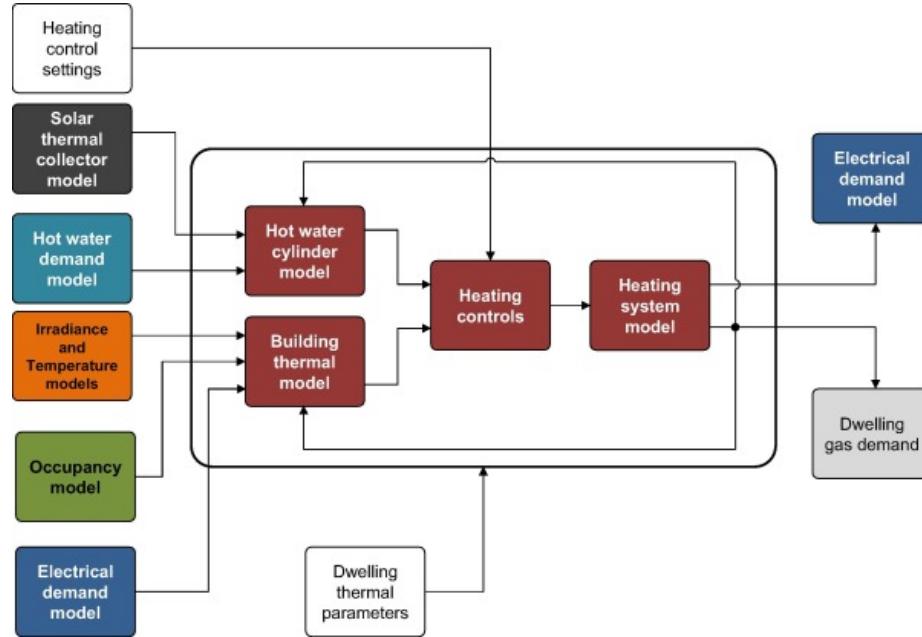 Heating
control
settings
Solar
thermal
collector
model
Hot water
demand
model
Irradiance
and
Temperature
models
Occupancy
model
Electrical
demand
model
Hot water
cylinder
model
Building
thermal
model
Heating
controls
Heating
system
model
Dwelling
thermal
parameters
Electrical
demand
model
Dwelling
gas demand